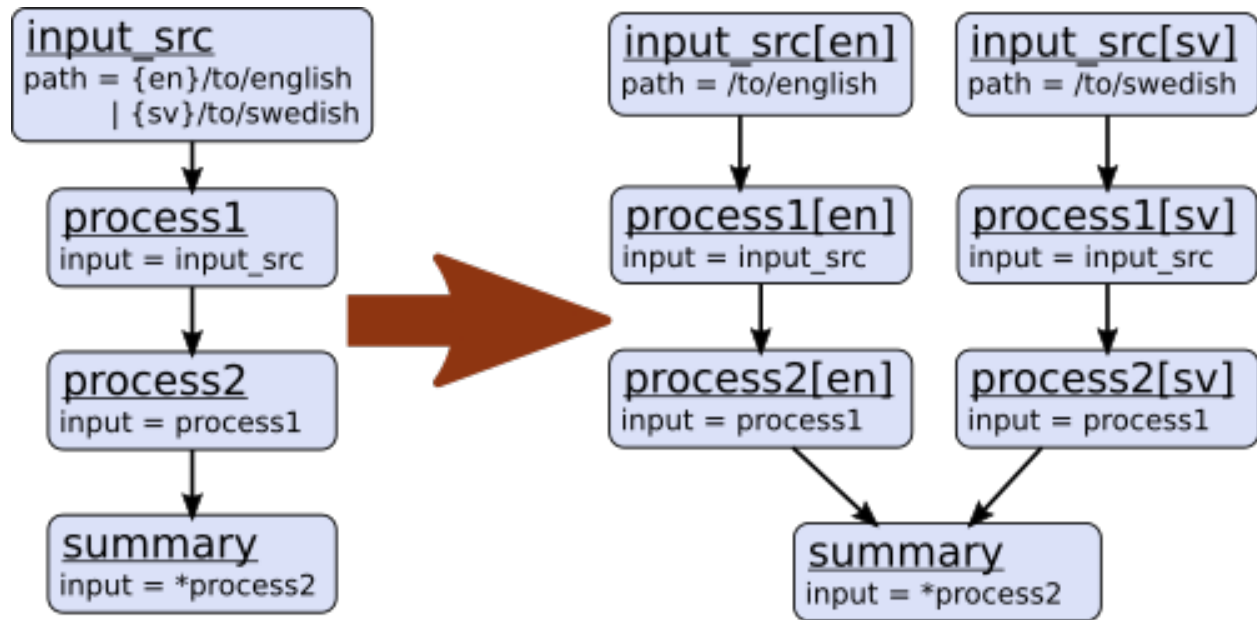 input_src
path = {en}/to/english
| {sv}/to/swedish
process1
input = input_src
process2
input = process1
summary
input = *process2
input_src[en]
path = /to/english
input_src[sv]
path = /to/swedish
process1[en]
input = input_src
process1[sv]
input = input_src
process2[en]
input = process1
process2[sv]
input = process1
summary
input = *process2